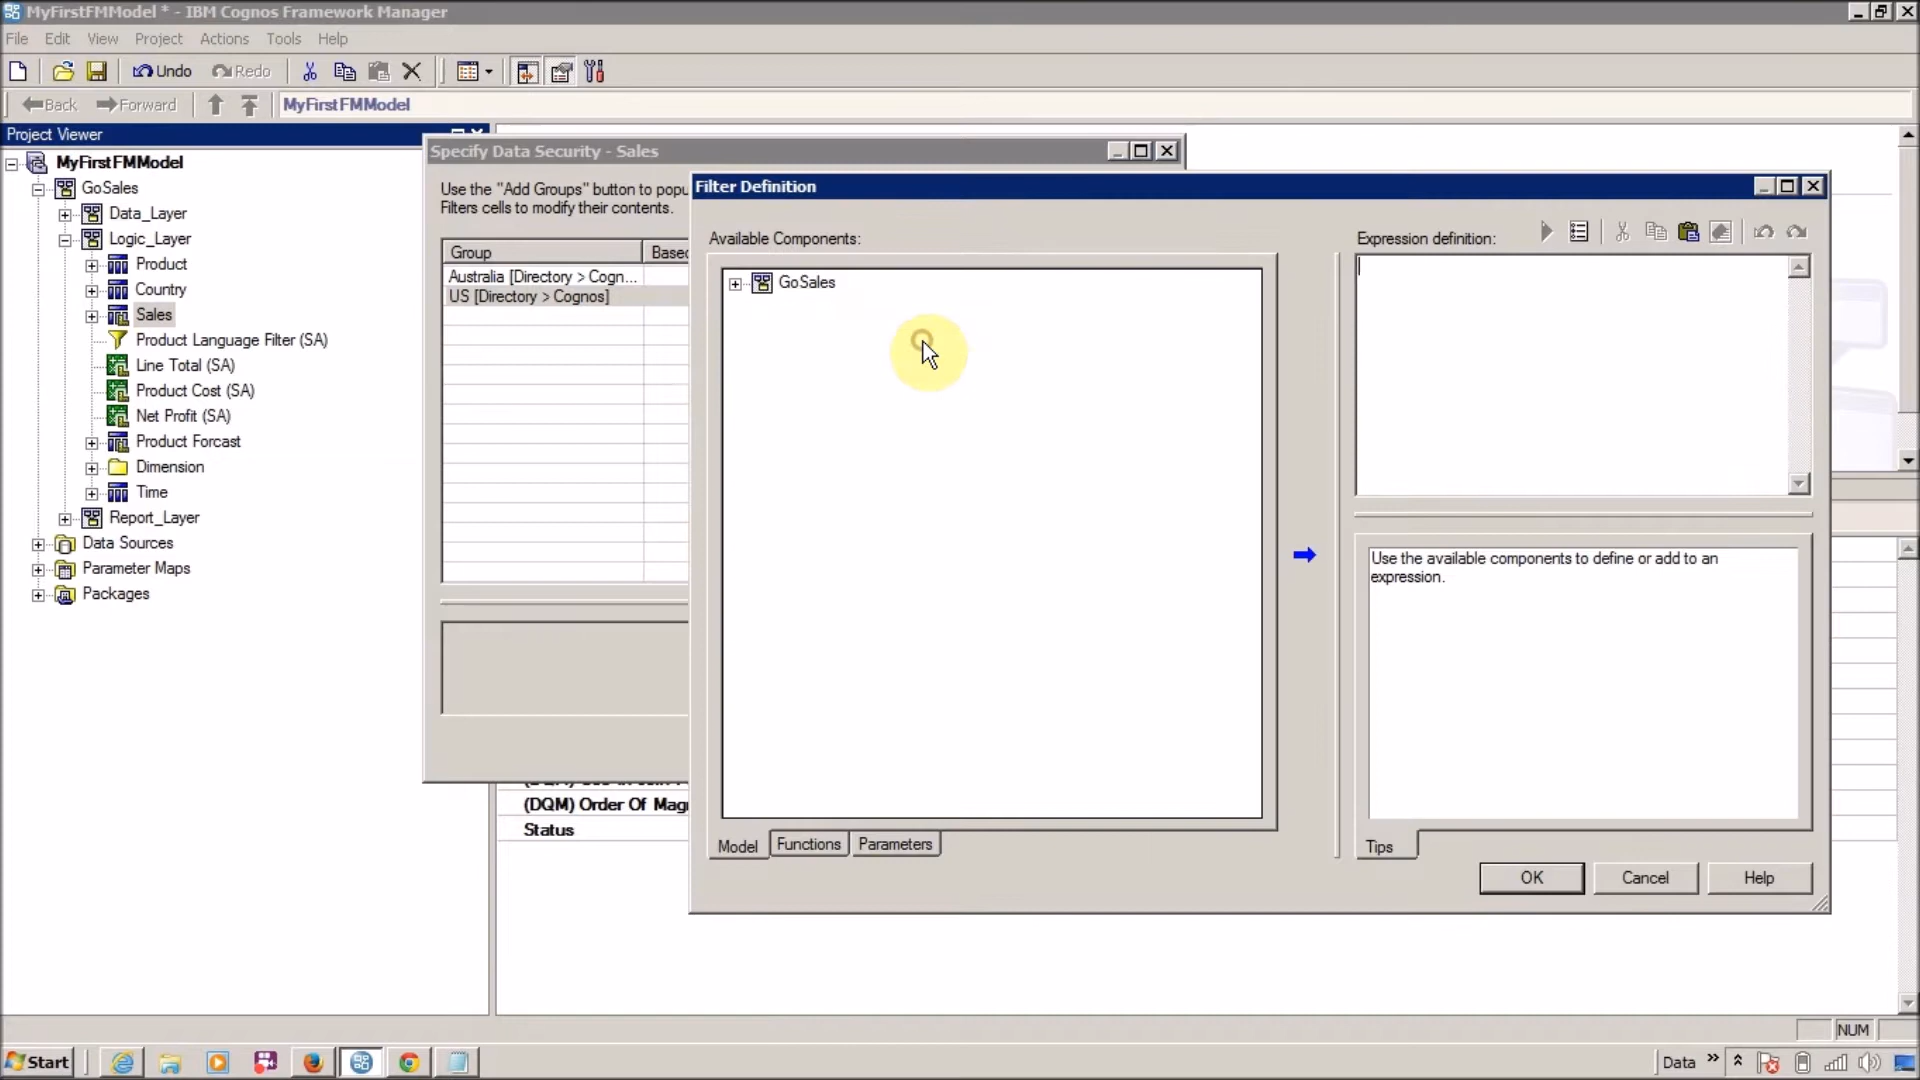 MyFirstFMModel * - IBM Cognos Framework Manager
File Edit View Project Actions Tools Help
Undo Redo
Back Forward MyFirstFMModel
Project Viewer
MyFirstFMModel
GoSales
Data_Layer
Logic_Layer
Product
Country
Sales
Product Language Filter (SA)
Line Total (SA)
Product Cost (SA)
Net Profit (SA)
Product Forcast
Dimension
Time
Report_Layer
Data Sources
Parameter Maps
Packages
Specify Data Security - Sales
Use the "Add Groups" button to popu
Filters cells to modify their contents.
Group Based
Australia [Directory > Cogn...
US [Directory > Cognos]
(DQM) Order Of Mag
Status
Filter Definition
Available Components:
GoSales
Model Functions Parameters
Expression definition:
Use the available components to define or add to an
expression.
Tips
OK Cancel Help
NUM
Start
Data »